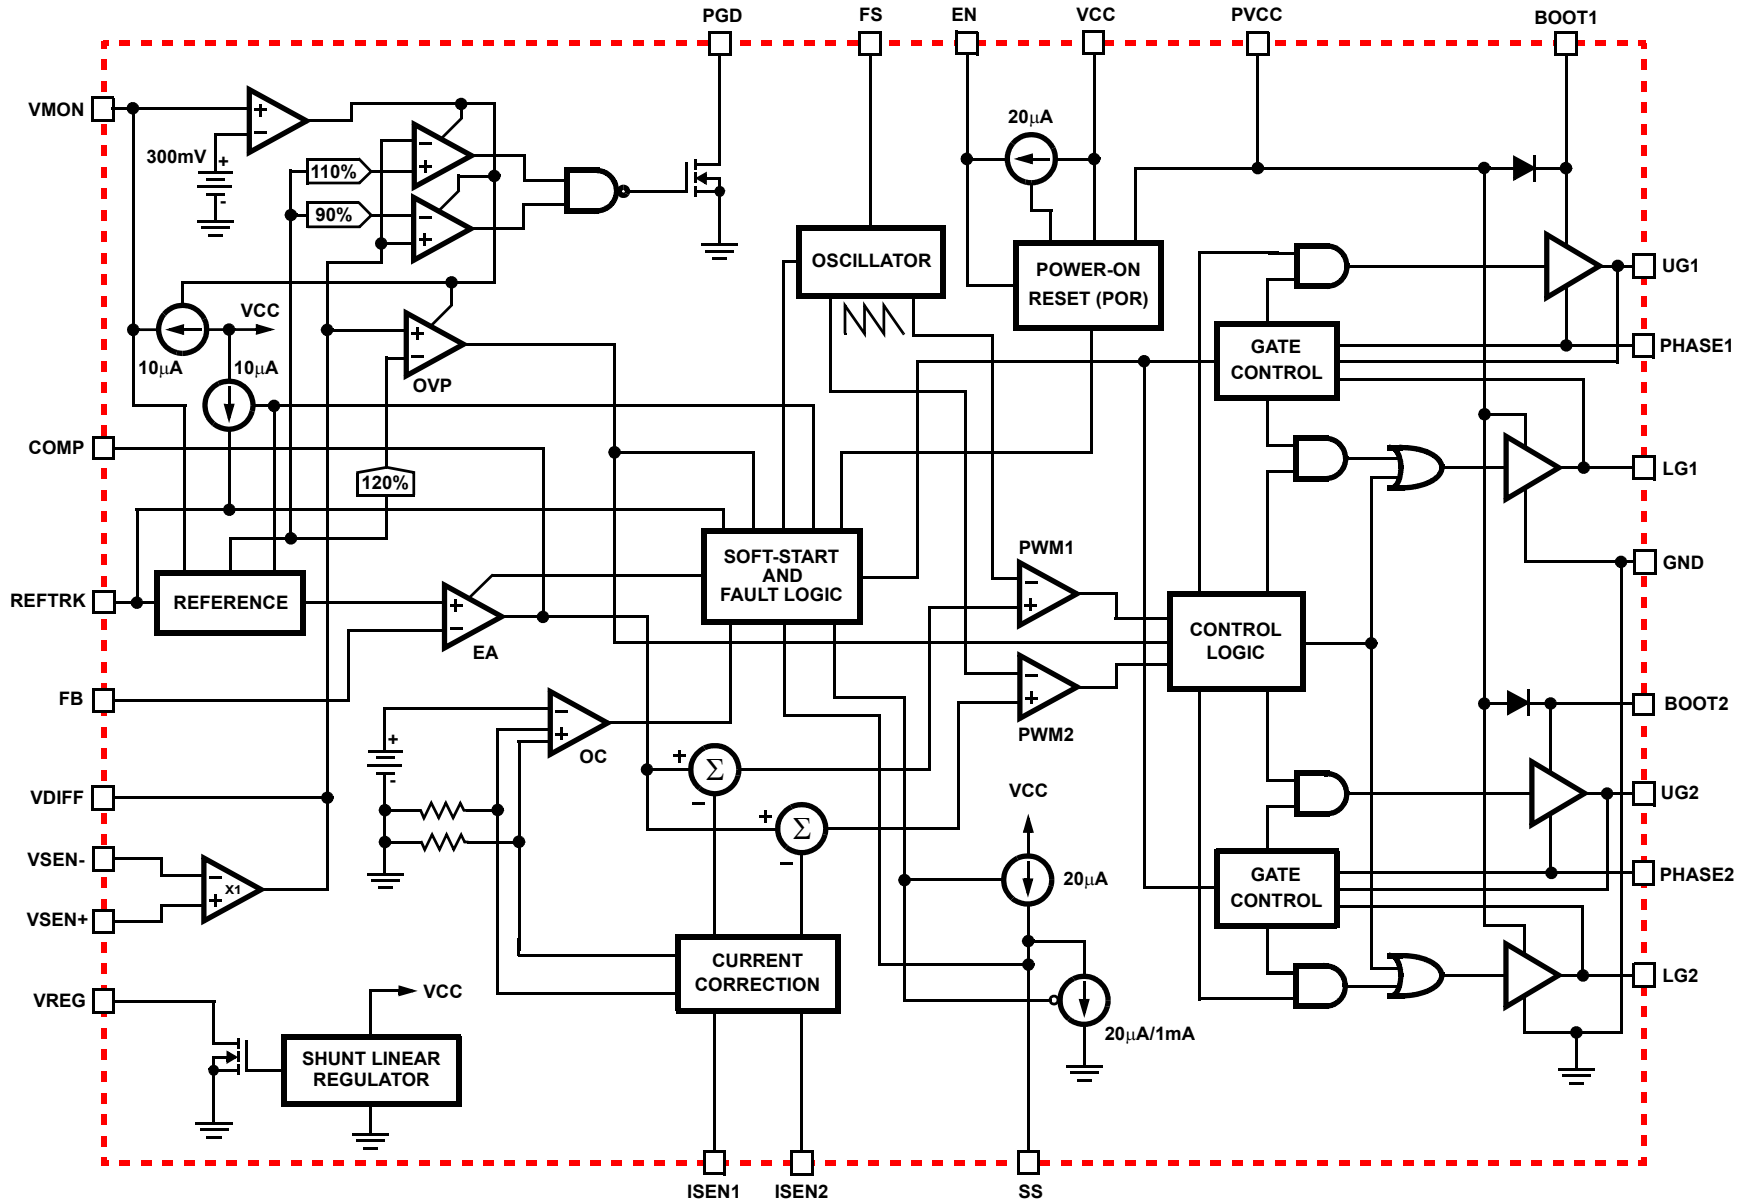 PGD
FS
EN
VCC
PVCC
BOOT1
VMON
+
−
300mV
+
-
110%
90%
−
+
−
+
20µA
OSCILLATOR
POWER-ON
RESET (POR)
UG1
VCC
10µA
10µA
+
−
OVP
GATE
CONTROL
PHASE1
COMP
120%
LG1
REFTRK
REFERENCE
+
−
EA
SOFT-START
AND
FAULT LOGIC
PWM1
−
+
CONTROL
LOGIC
GND
FB
−
+
OC
+
-
−
+
PWM2
BOOT2
+
Σ
−
+
Σ
−
VCC
20µA
VDIFF
UG2
VSEN-
−
+
X1
VSEN+
GATE
CONTROL
PHASE2
CURRENT
CORRECTION
20µA/1mA
LG2
VREG
VCC
SHUNT LINEAR
REGULATOR
ISEN1
ISEN2
SS